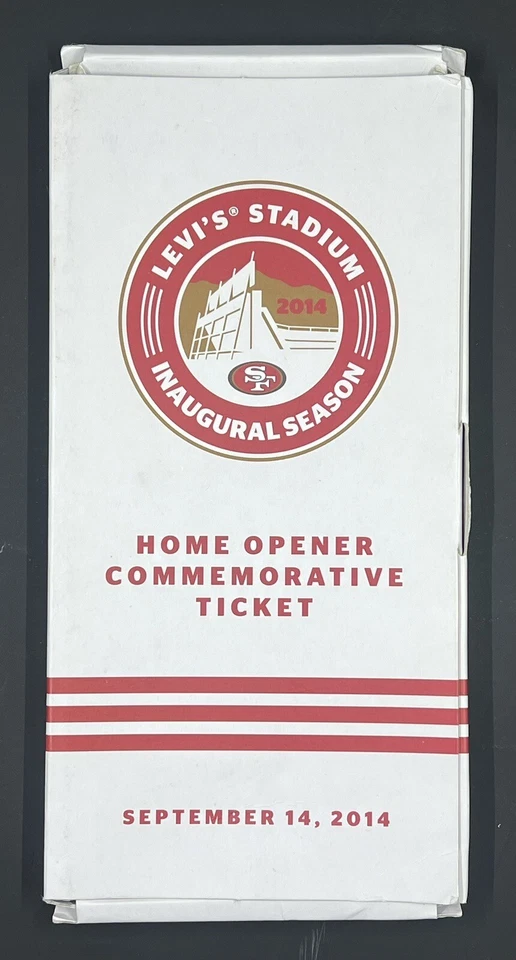 LEVI'S® STADIUM
2014
SF
INAUGURAL SEASON
HOME OPENER
COMMEMORATIVE
TICKET
SEPTEMBER 14, 2014